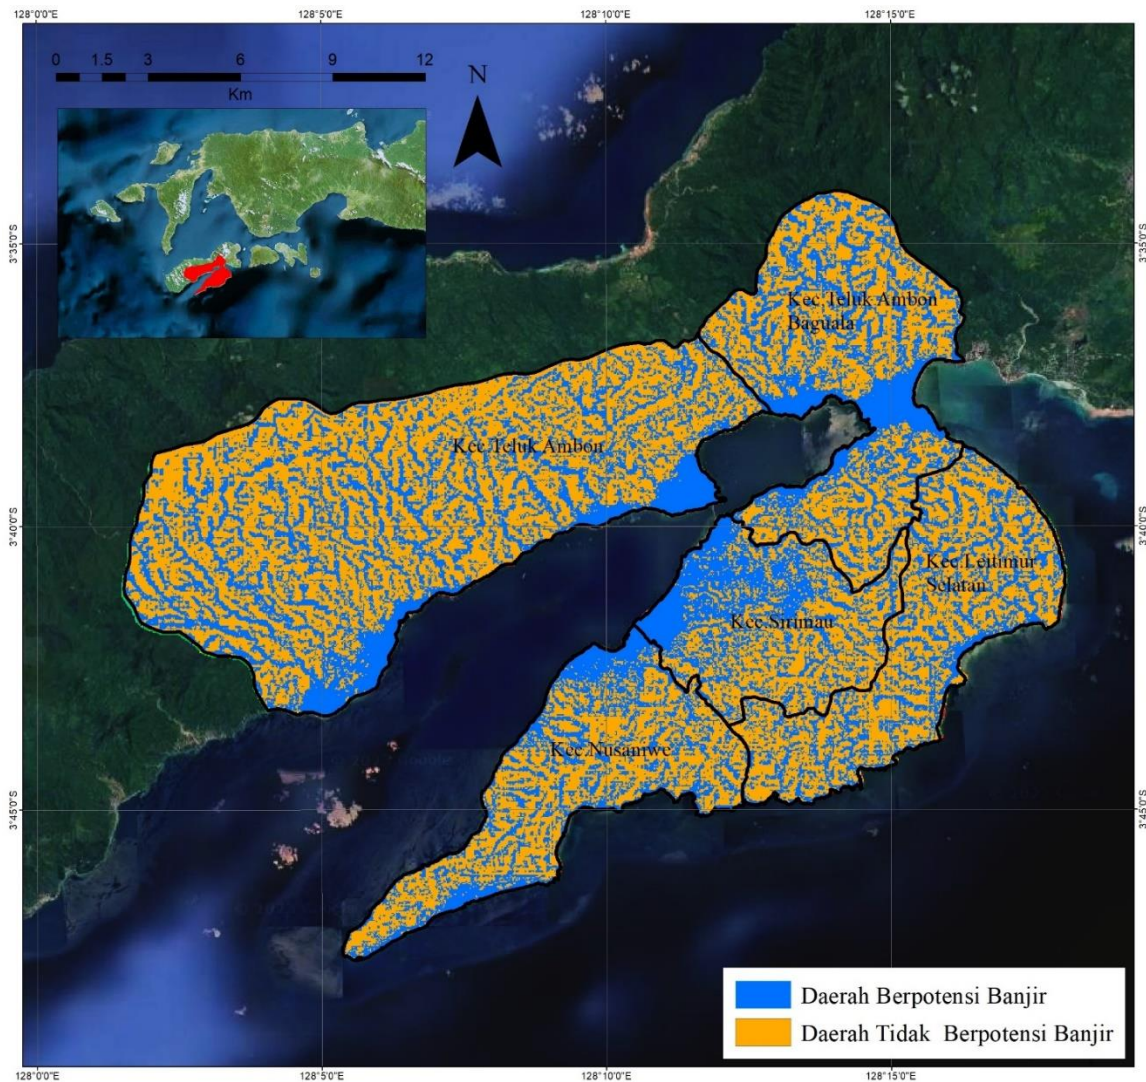 128°0'0"E 128°5'0"E 128°10'0"E 128°15'0"E
0 1.5 3 6 9 12
Km
N
3°35'0"S 3°35'0"S
Kec.Teluk Ambon
Baguala
Kec.Teluk Ambon
3°40'0"S 3°40'0"S
Kec.Leitimur
Selatan
Kec.Sirimau
Kec.Nusaniwe
3°45'0"S 3°45'0"S
Daerah Berpotensi Banjir
Daerah Tidak Berpotensi Banjir
128°0'0"E 128°5'0"E 128°10'0"E 128°15'0"E